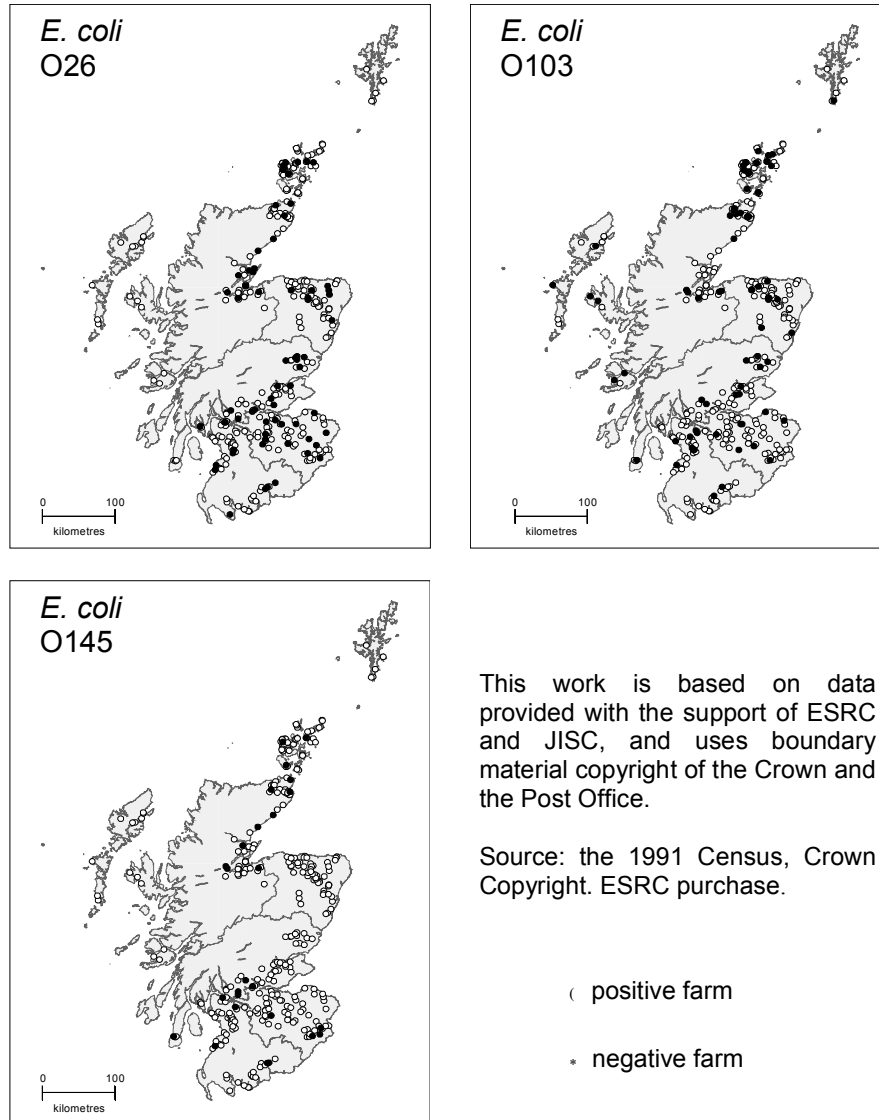 E. coli
O26
0 100
kilometres
E. coli
O103
0 100
kilometres
E. coli
O145
0 100
kilometres
This work is based on data
provided with the support of ESRC
and JISC, and uses boundary
material copyright of the Crown and
the Post Office.
Source: the 1991 Census, Crown
Copyright. ESRC purchase.
( positive farm
* negative farm